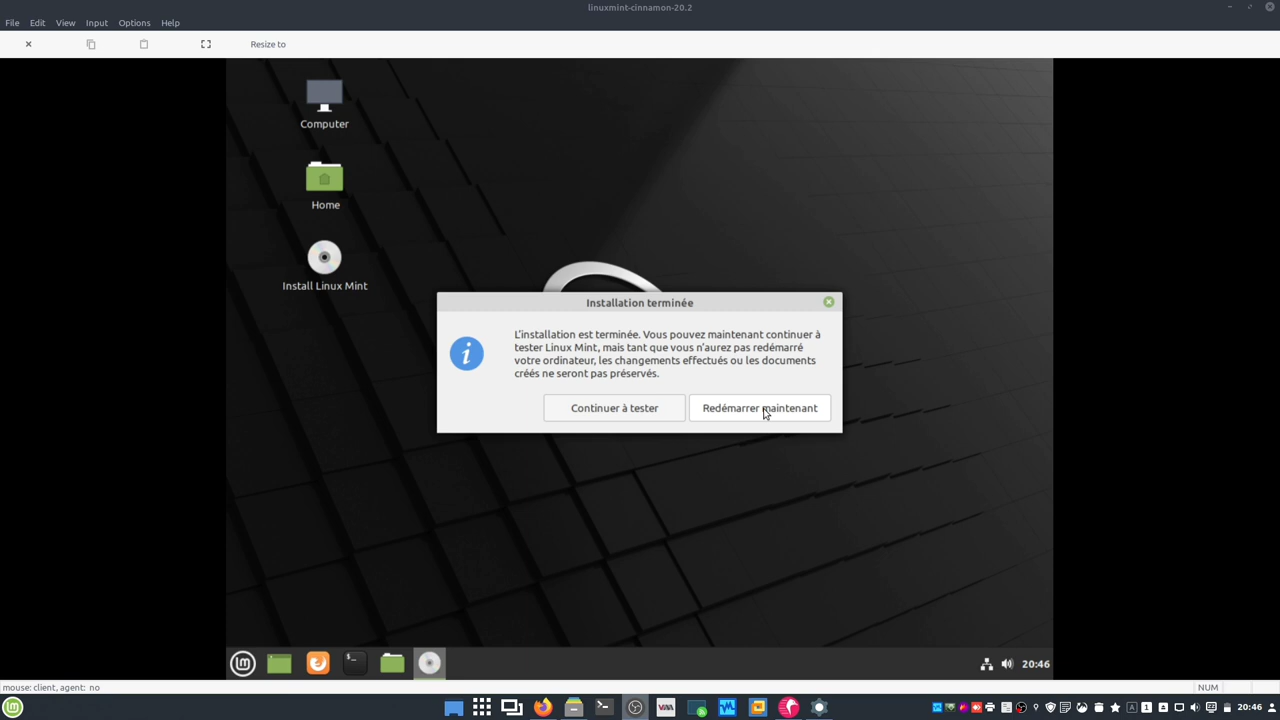 linuxmint-cinnamon-20.2
File Edit View Input Options Help
Resize to
Computer
Home
Install Linux Mint
Installation terminée
L'installation est terminée. Vous pouvez maintenant continuer à
tester Linux Mint, mais tant que vous n'aurez pas redémarré
votre ordinateur, les changements effectués ou les documents
créés ne seront pas préservés.
Continuer à tester Redémarrer maintenant
20:46
mouse: client, agent: no NUM
20:46